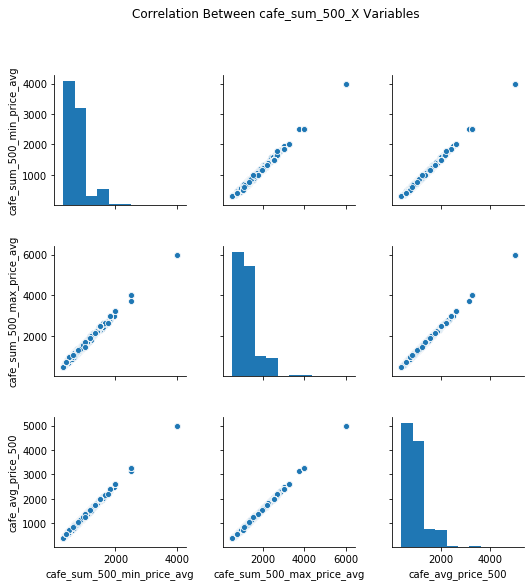 Correlation Between cafe_sum_500_X Variables
cafe_sum_500_min_price_avg
4000
3000
2000
1000
cafe_sum_500_max_price_avg
6000
4000
2000
cafe_avg_price_500
5000
4000
3000
2000
1000
2000 4000
cafe_sum_500_min_price_avg
2000 4000 6000
cafe_sum_500_max_price_avg
2000 4000
cafe_avg_price_500